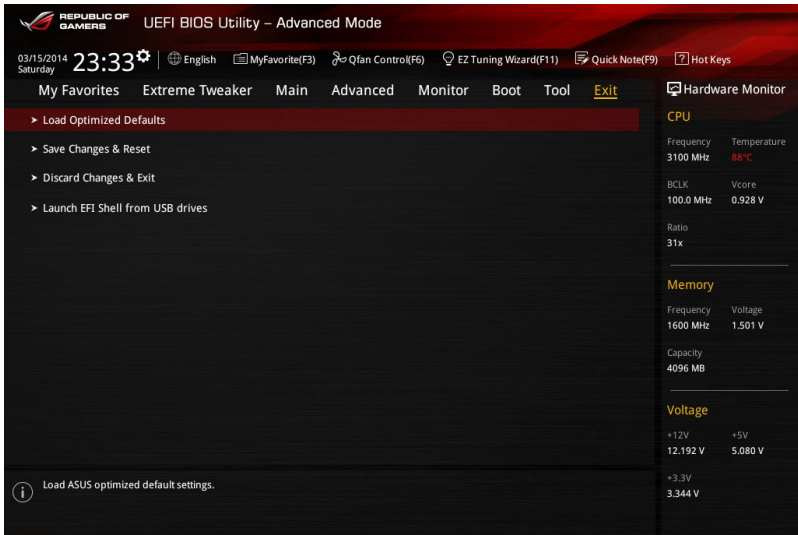 REPUBLIC OF
GAMERS
UEFI BIOS Utility – Advanced Mode
03/15/2014
Saturday
23:33
English
MyFavorite(F3)
Qfan Control(F6)
EZ Tuning Wizard(F11)
Quick Note(F9)
? Hot Keys
My Favorites
Extreme Tweaker
Main
Advanced
Monitor
Boot
Tool
Exit
Hardware Monitor
> Load Optimized Defaults
> Save Changes & Reset
> Discard Changes & Exit
> Launch EFI Shell from USB drives
CPU
Frequency Temperature
3100 MHz 88°C
BCLK Vcore
100.0 MHz 0.928 V
Ratio
31x
Memory
Frequency Voltage
1600 MHz 1.501 V
Capacity
4096 MB
Voltage
+12V +5V
12.192 V 5.080 V
+3.3V
3.344 V
i
Load ASUS optimized default settings.